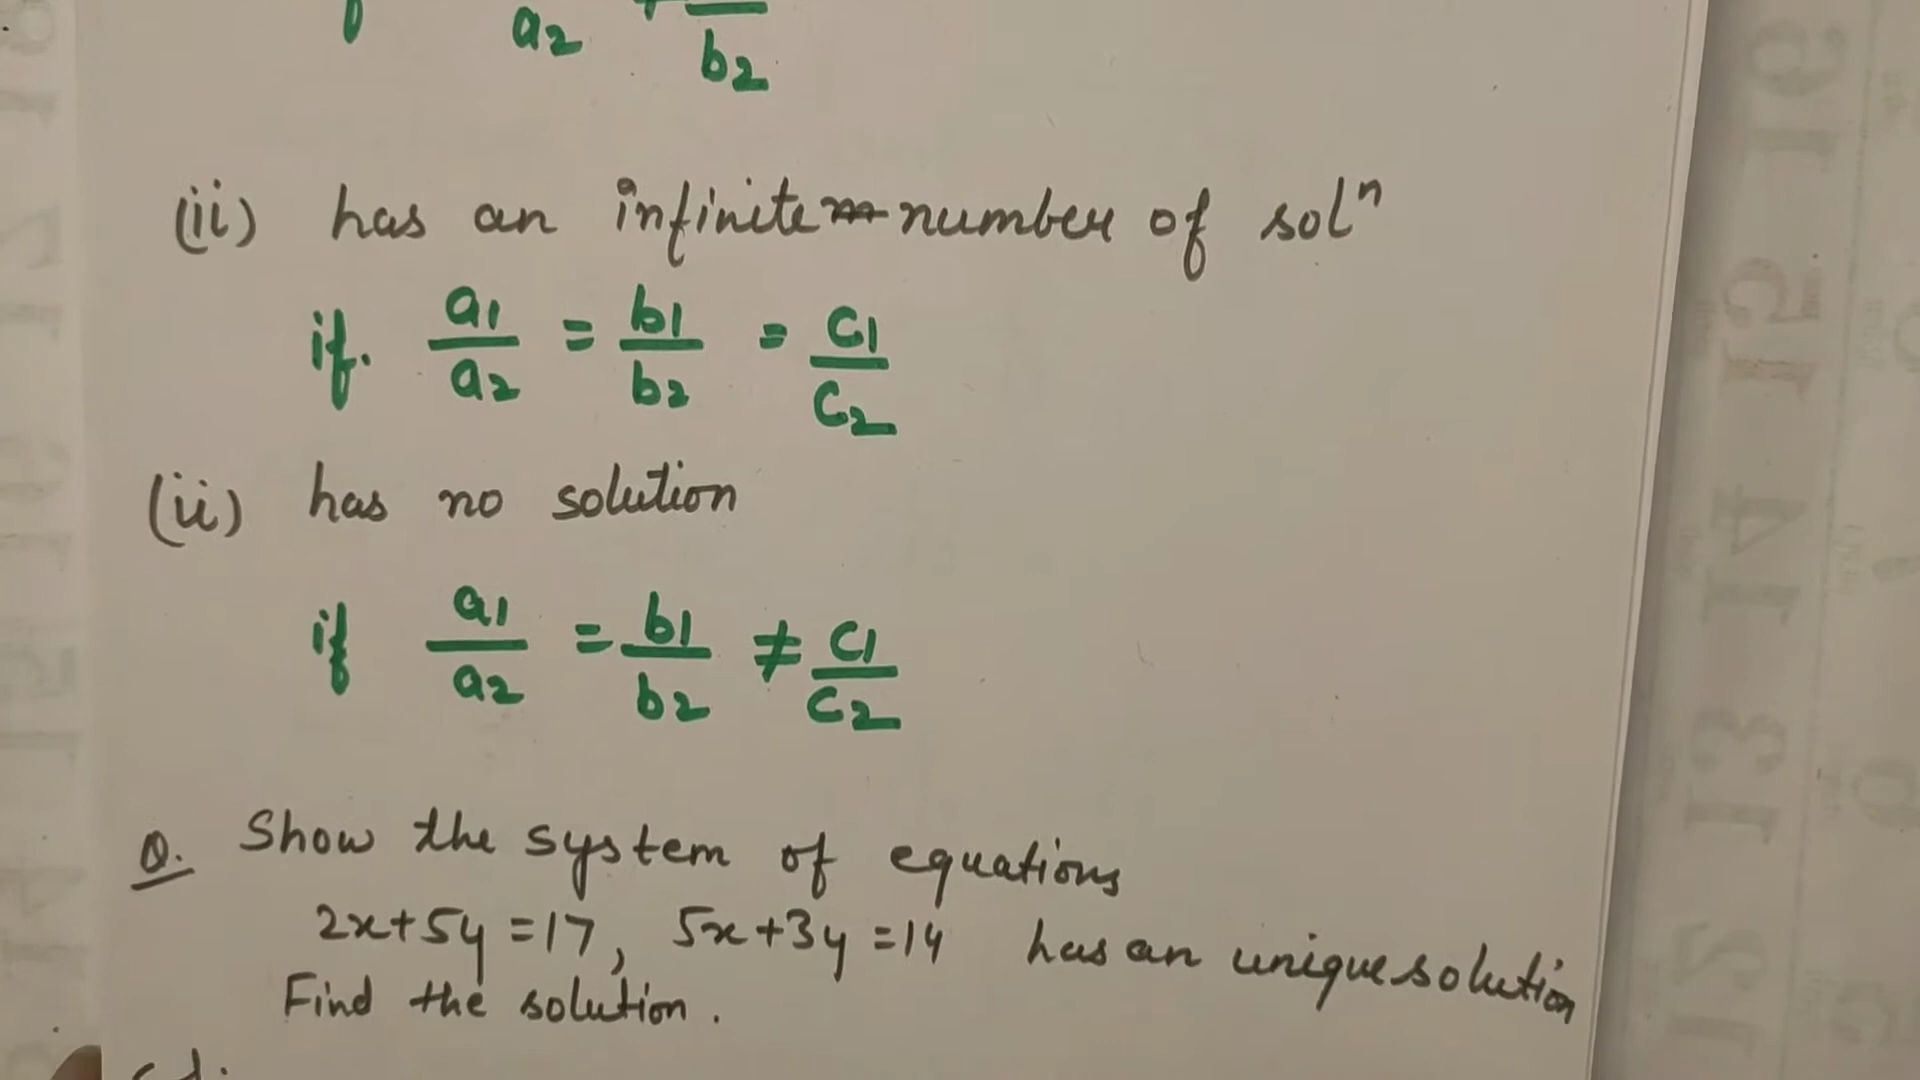 a2 b2
(ii) has an infinite number of solⁿ
if. a1/a2 = b1/b2 = c1/c2
(ii) has no solution
if a1/a2 = b1/b2 ≠ c1/c2
Q. Show the system of equations
2x+5y=17, 5x+3y=14 has an unique solution
Find the solution.